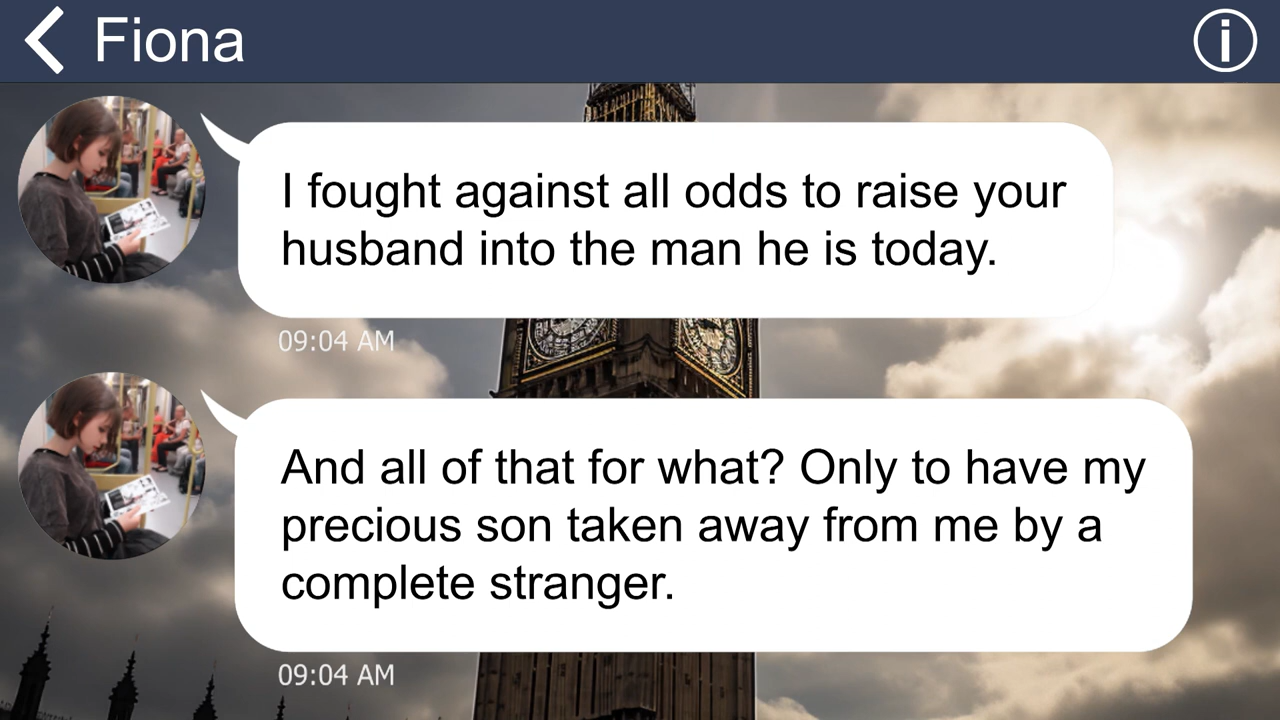 Fiona
I fought against all odds to raise your
husband into the man he is today.
09:04 AM
And all of that for what? Only to have my
precious son taken away from me by a
complete stranger.
09:04 AM